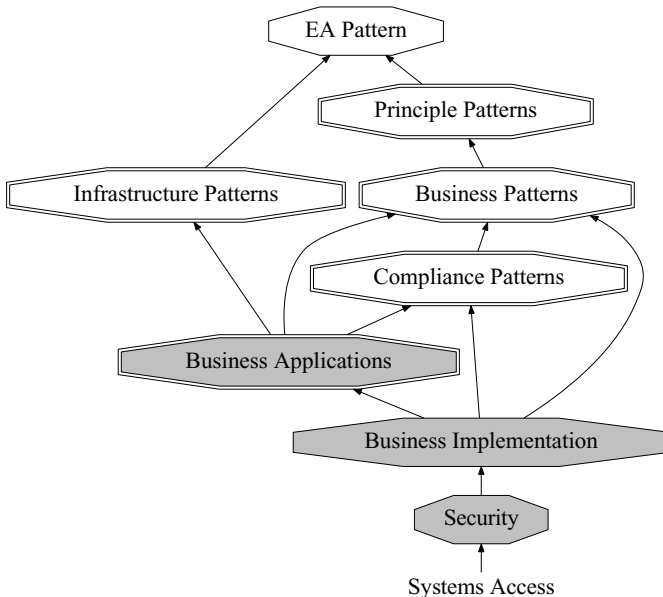 EA Pattern
Principle Patterns
Infrastructure Patterns
Business Patterns
Compliance Patterns
Business Applications
Business Implementation
Security
Systems Access